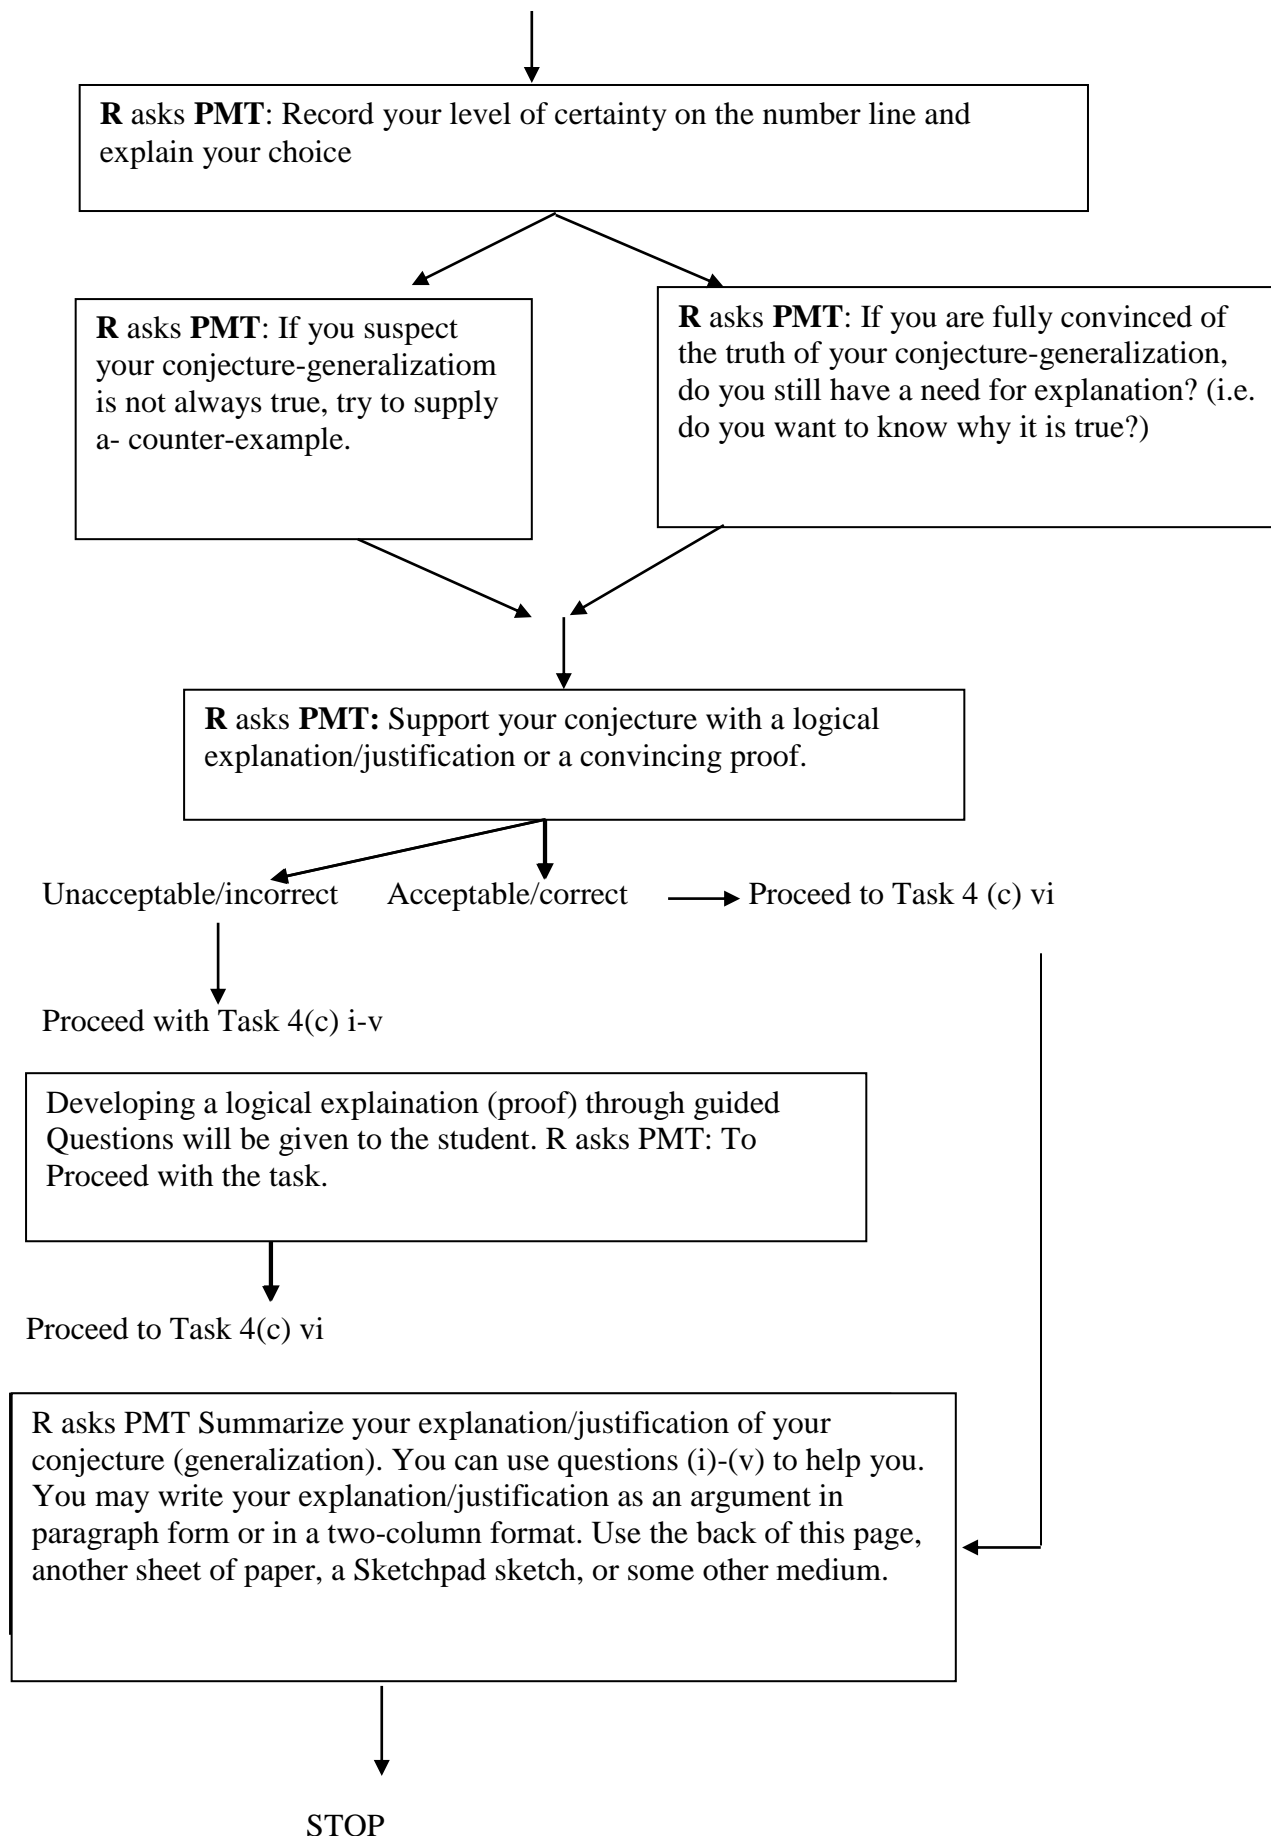 R asks PMT: Record your level of certainty on the number line and
explain your choice
R asks PMT: If you suspect
your conjecture-generalizatiom
is not always true, try to supply
a- counter-example.
R asks PMT: If you are fully convinced of
the truth of your conjecture-generalization,
do you still have a need for explanation? (i.e.
do you want to know why it is true?)
R asks PMT: Support your conjecture with a logical
explanation/justification or a convincing proof.
Unacceptable/incorrect Acceptable/correct Proceed to Task 4 (c) vi
Proceed with Task 4(c) i-v
Developing a logical explaination (proof) through guided
Questions will be given to the student. R asks PMT: To
Proceed with the task.
Proceed to Task 4(c) vi
R asks PMT Summarize your explanation/justification of your
conjecture (generalization). You can use questions (i)-(v) to help you.
You may write your explanation/justification as an argument in
paragraph form or in a two-column format. Use the back of this page,
another sheet of paper, a Sketchpad sketch, or some other medium.
STOP